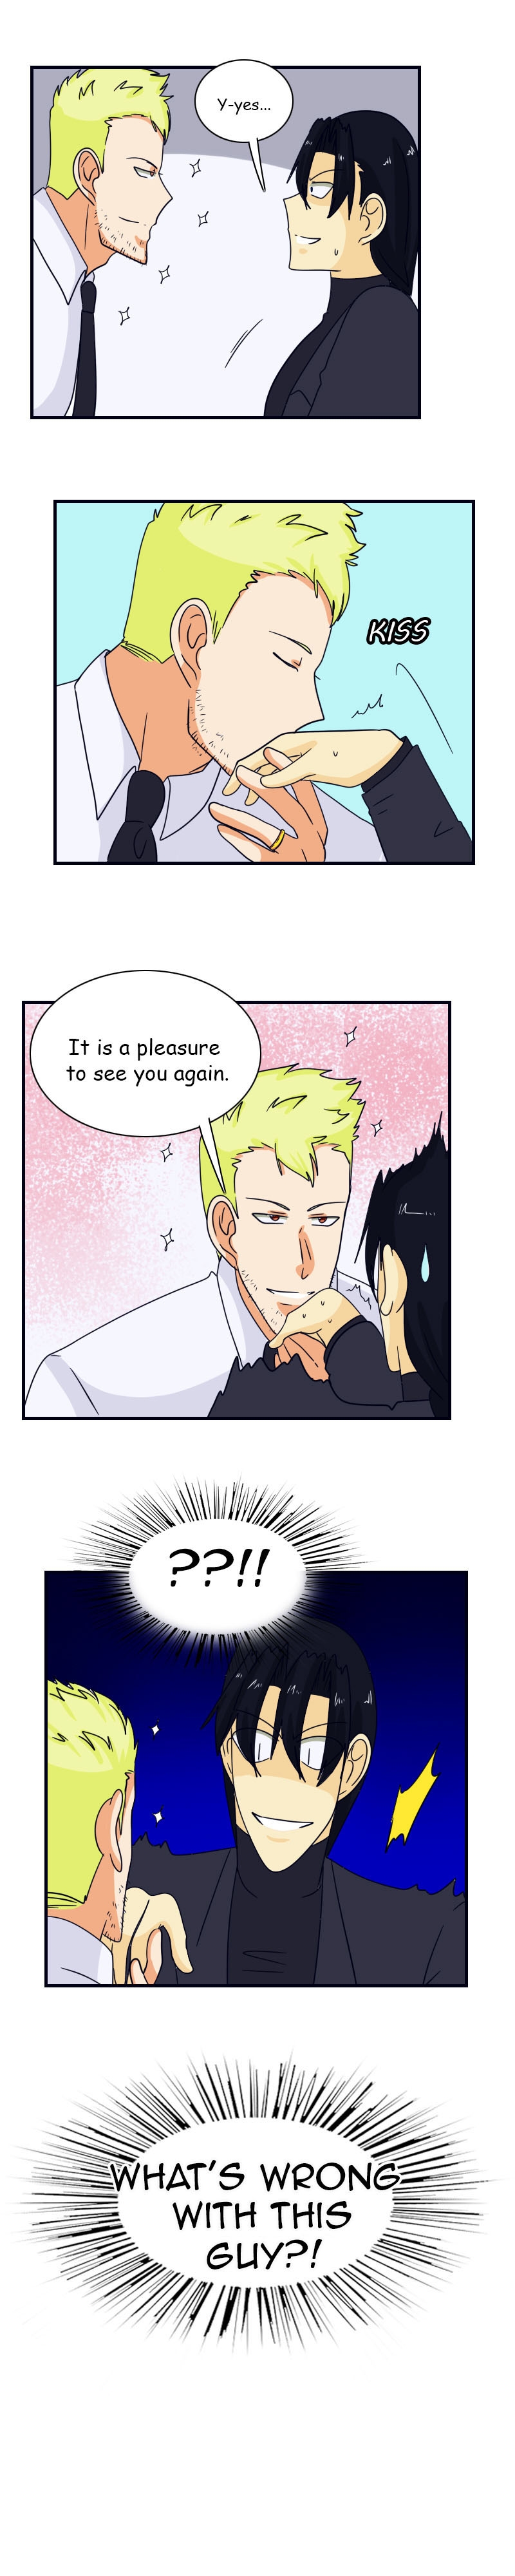 Y-yes...
KISS
It is a pleasure
to see you again.
??!!
WHAT'S WRONG
WITH THIS
GUY?!